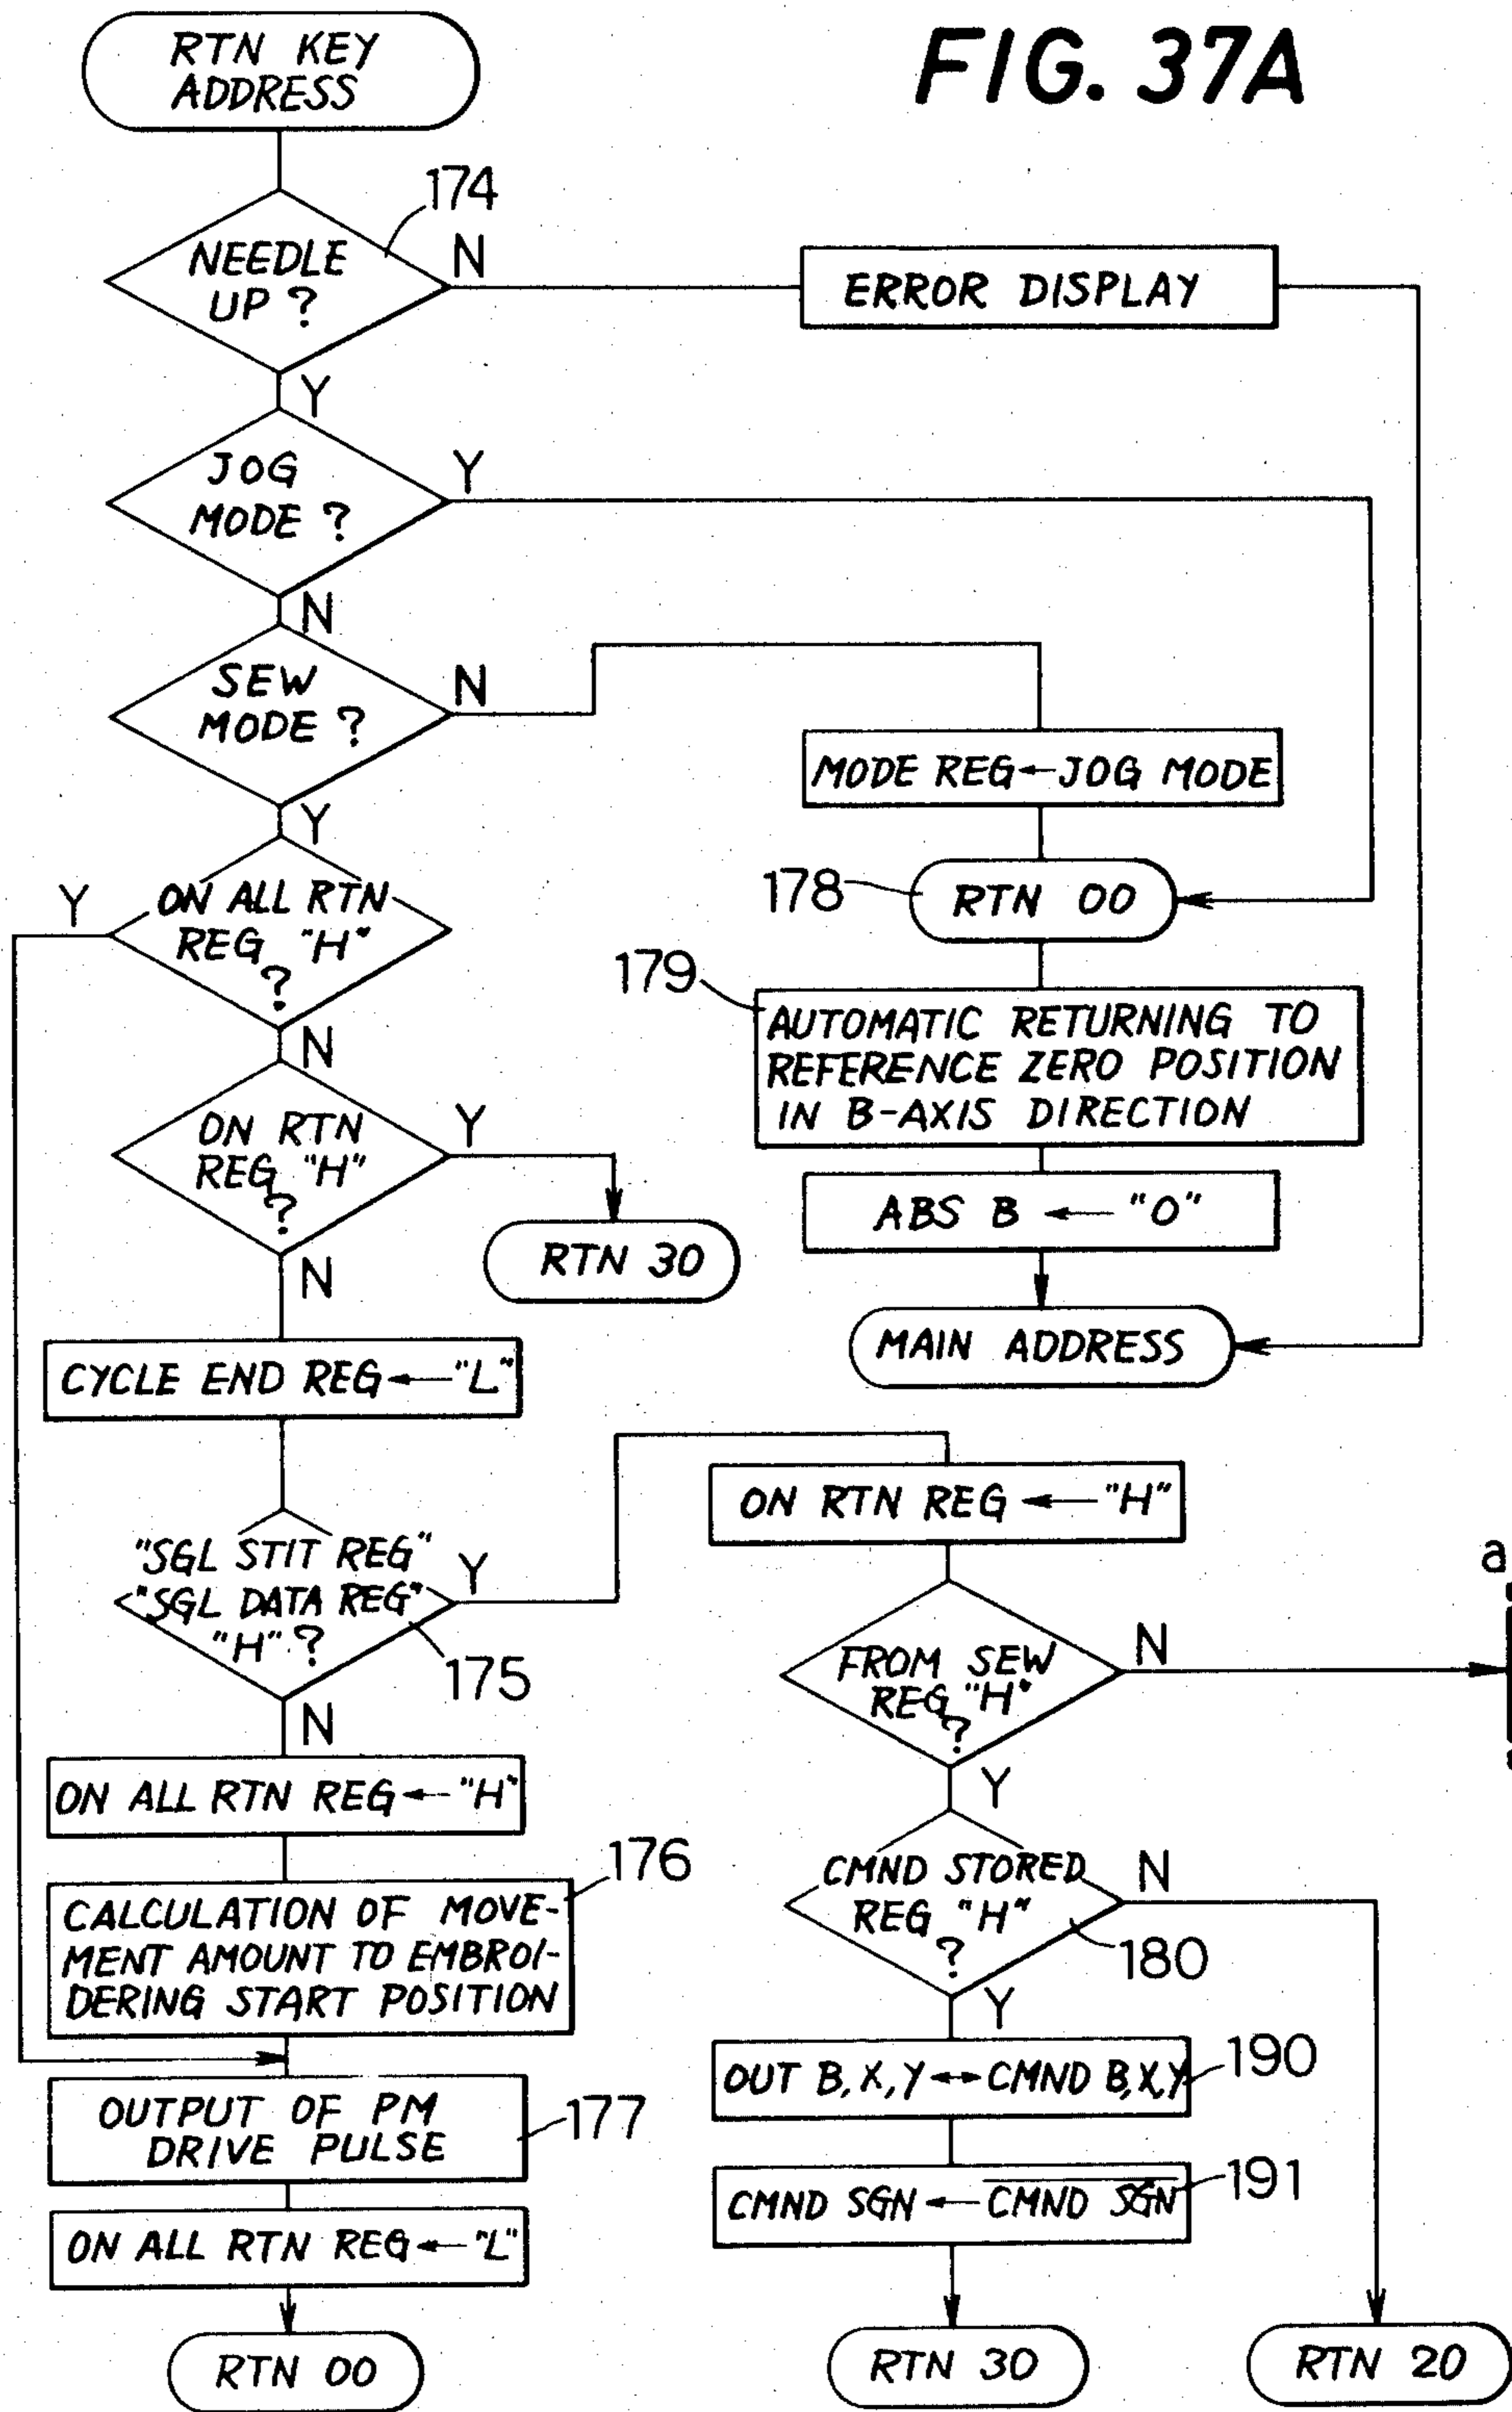 FIG. 37A
RTN KEY
ADDRESS
174
NEEDLE
UP ?
N
ERROR DISPLAY
Y
JOG
MODE ?
Y
N
SEW
MODE ?
N
MODE REG←JOG MODE
Y
178
RTN 00
Y
ON ALL RTN
REG "H"
?
N
179
AUTOMATIC RETURNING TO
REFERENCE ZERO POSITION
IN B-AXIS DIRECTION
ON RTN
REG "H"
?
Y
RTN 30
ABS B ← "0"
N
MAIN ADDRESS
CYCLE END REG←"L"
"SGL STIT REG"
"SGL DATA REG"
"H" ?
Y
175
ON RTN REG ← "H"
a
FROM SEW
REG "H"
?
N
N
Y
ON ALL RTN REG←"H"
176
CALCULATION OF MOVE-
MENT AMOUNT TO EMBROI-
DERING START POSITION
CMND STORED
REG "H"
?
N
180
Y
OUTPUT OF PM
DRIVE PULSE
177
OUT B,X,Y↔CMND B,X,Y
190
ON ALL RTN REG←"L"
CMND SGN ← C̅M̅N̅D̅ S̅G̅N̅
191
RTN 00
RTN 30
RTN 20